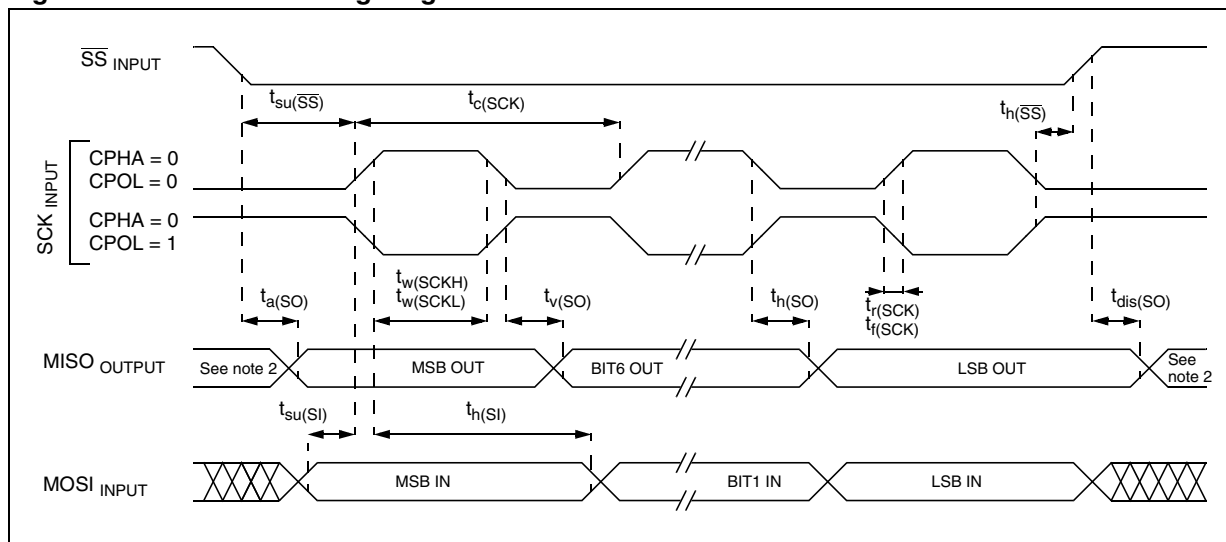 SS INPUT
tsu(SS)
tc(SCK)
th(SS)
SCK INPUT
CPHA = 0
CPOL = 0
CPHA = 0
CPOL = 1
ta(SO)
tw(SCKH)
tw(SCKL)
tv(SO)
th(SO)
tr(SCK)
tf(SCK)
tdis(SO)
MISO OUTPUT
See note 2
MSB OUT
BIT6 OUT
LSB OUT
See
note 2
tsu(SI)
th(SI)
MOSI INPUT
MSB IN
BIT1 IN
LSB IN